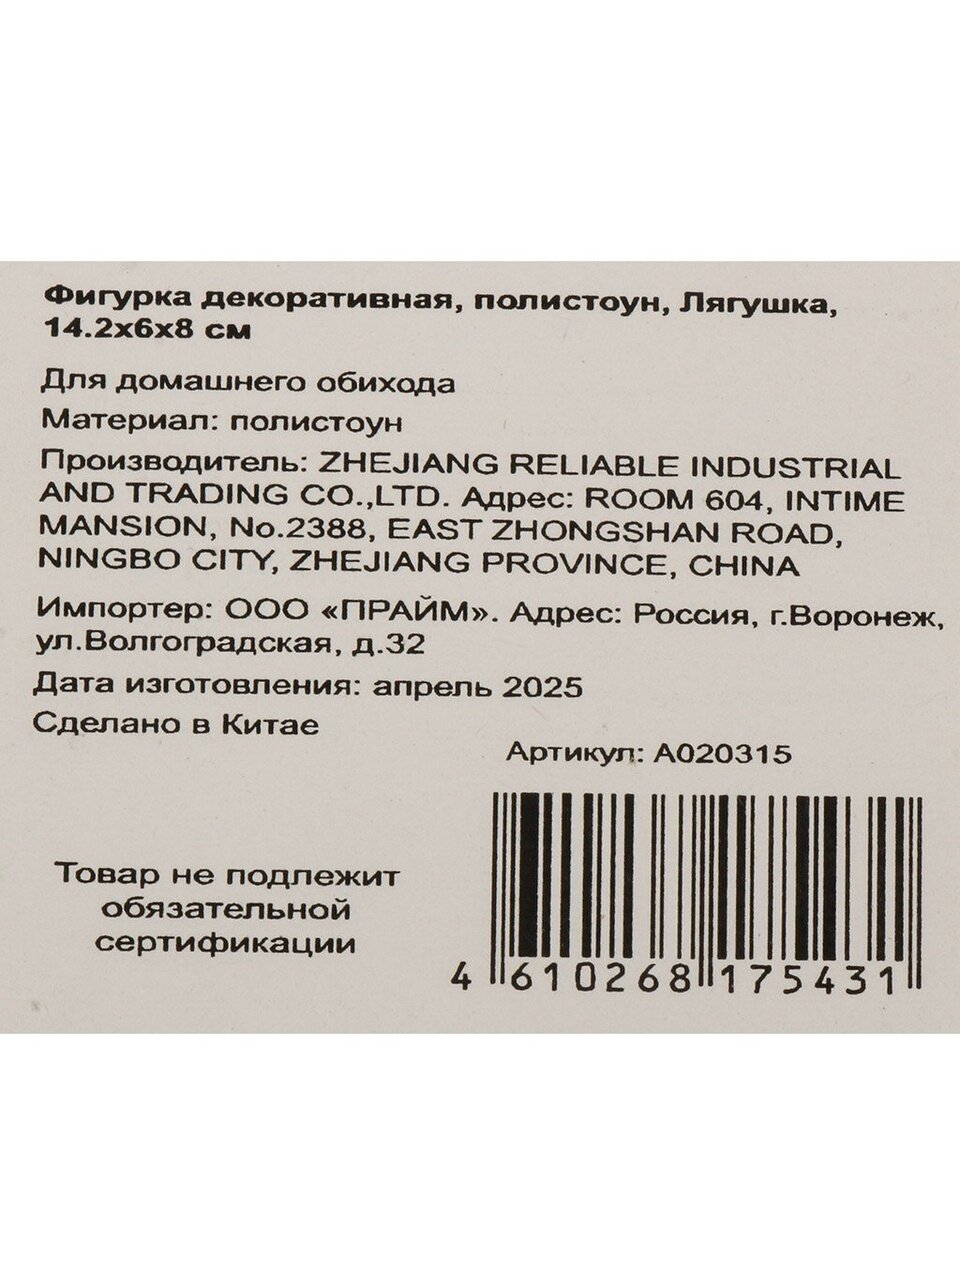 Фигурка декоративная, полистоун, Лягушка,
14.2х6х8 см
Для домашнего обихода
Материал: полистоун
Производитель: ZHEJIANG RELIABLE INDUSTRIAL
AND TRADING CO.,LTD. Адрес: ROOM 604, INTIME
MANSION, No.2388, EAST ZHONGSHAN ROAD,
NINGBO CITY, ZHEJIANG PROVINCE, CHINA
Импортер: ООО «ПРАЙМ». Адрес: Россия, г.Воронеж,
ул.Волгоградская, д.32
Дата изготовления: апрель 2025
Сделано в Китае
Артикул: А020315
Товар не подлежит
обязательной
сертификации
4 610268 175431